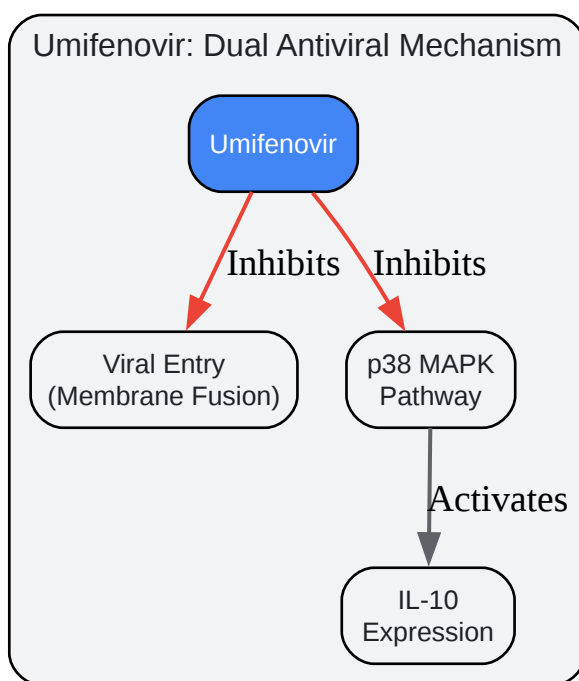 Umifenovir: Dual Antiviral Mechanism
Umifenovir
Inhibits
Inhibits
Viral Entry
(Membrane Fusion)
p38 MAPK
Pathway
Activates
IL-10
Expression